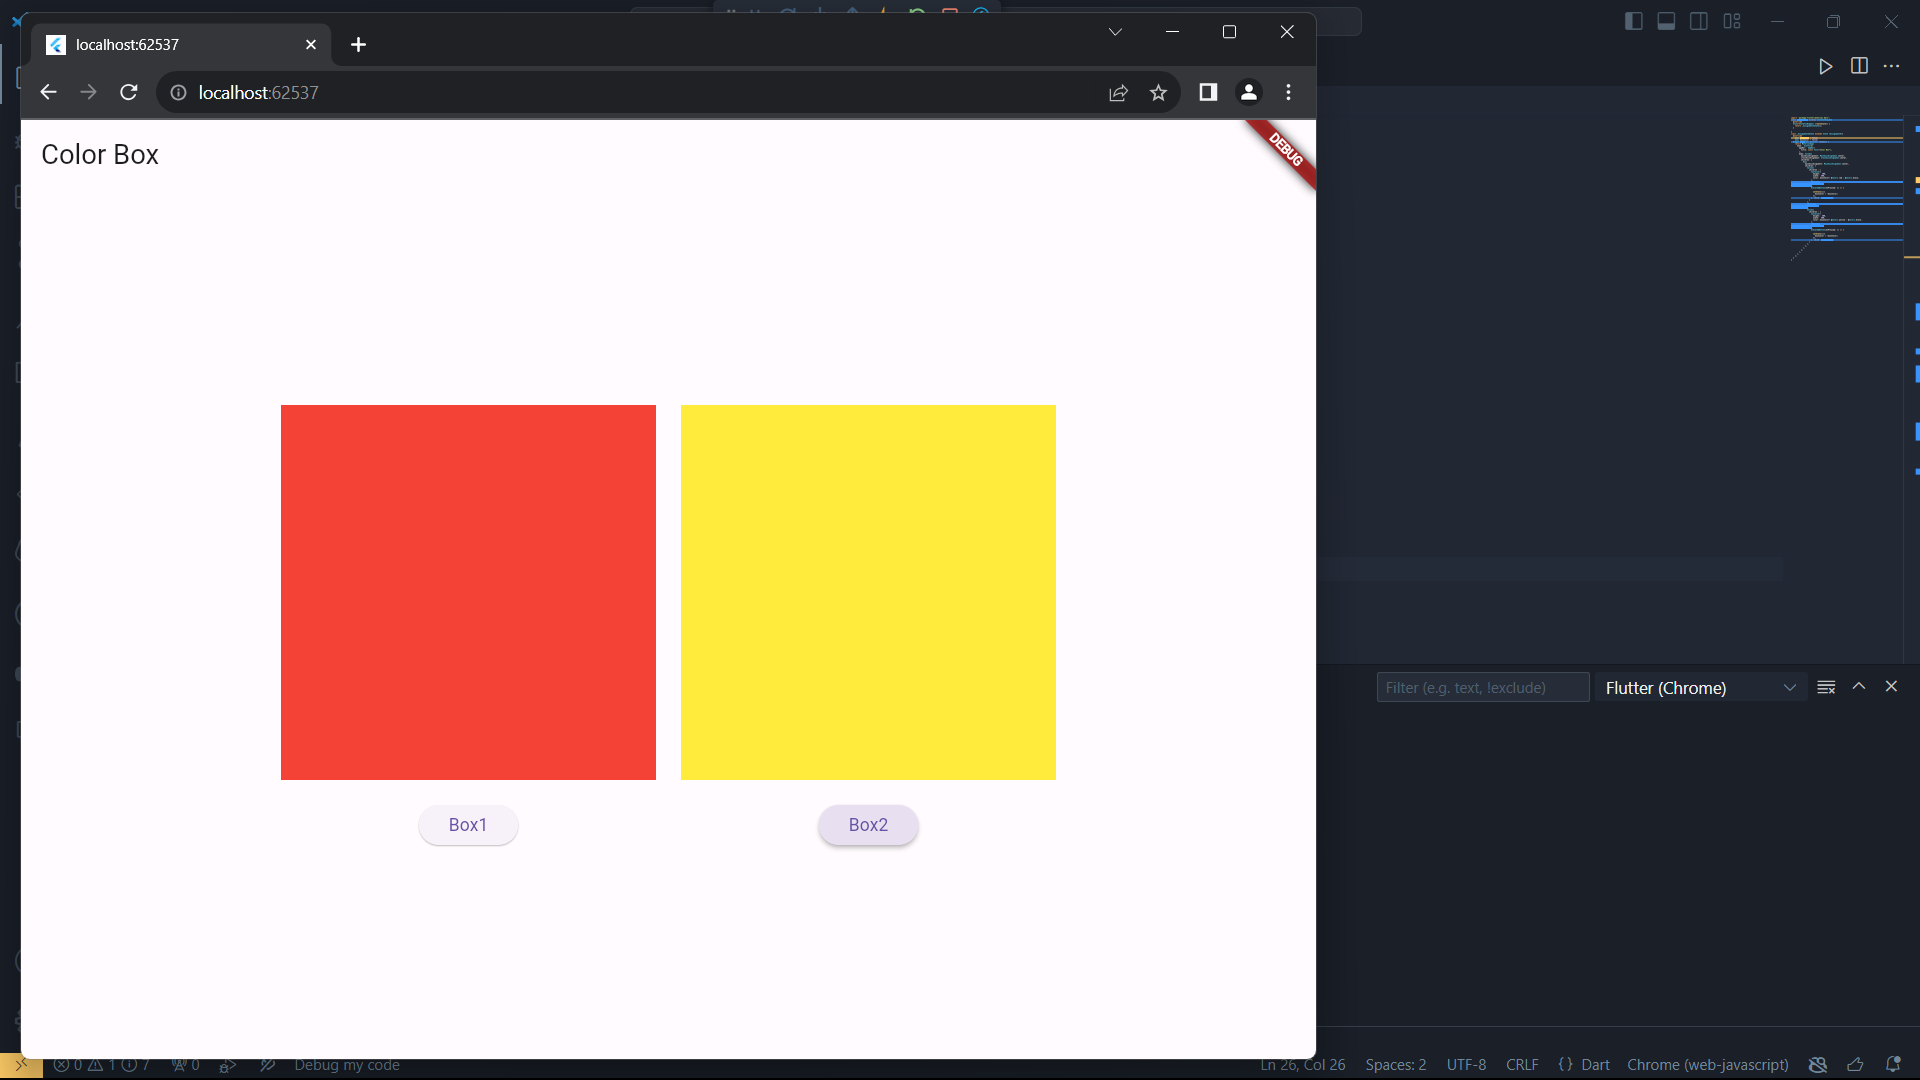 localhost:62537
localhost:62537
Color Box
DEBUG
Box1
Box2
Filter (e.g. text, !exclude)
Flutter (Chrome)
0 1 7 0 Debug my code
Ln 26, Col 26 Spaces: 2 UTF-8 CRLF {} Dart Chrome (web-javascript)